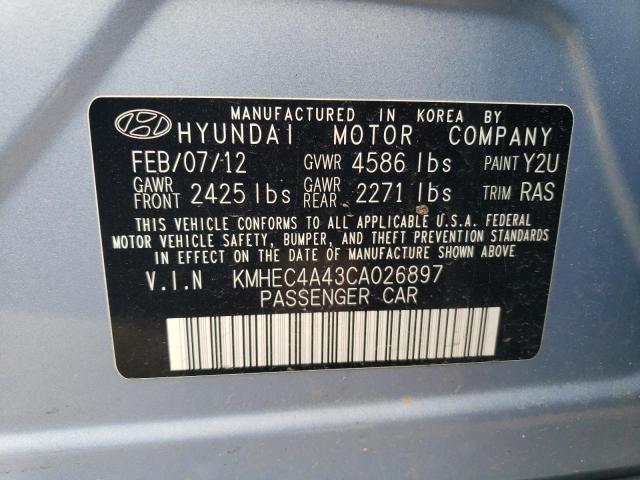 MANUFACTURED IN KOREA BY
HYUNDAI MOTOR COMPANY
FEB/07/12 GVWR 4586 lbs PAINT Y2U
GAWR FRONT 2425 lbs GAWR REAR 2271 lbs TRIM RAS
THIS VEHICLE CONFORMS TO ALL APPLICABLE U.S.A. FEDERAL
MOTOR VEHICLE SAFETY, BUMPER, AND THEFT PREVENTION STANDARDS
IN EFFECT ON THE DATE OF MANUFACTURE SHOWN ABOVE
V.I.N KMHEC4A43CA026897
PASSENGER CAR